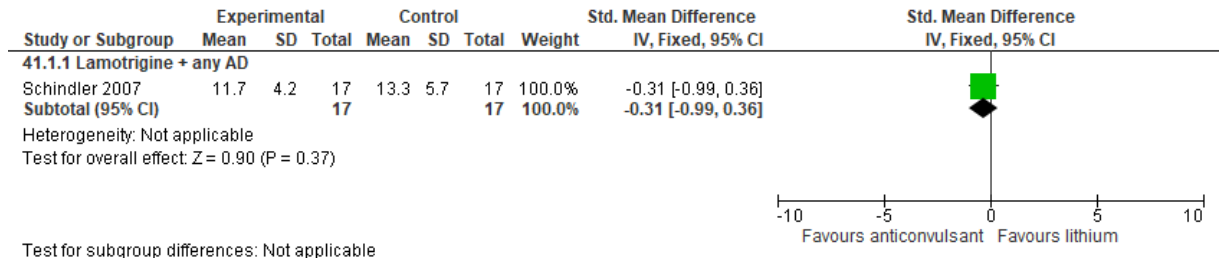 Experimental Control Std. Mean Difference Std. Mean Difference
Study or Subgroup Mean SD Total Mean SD Total Weight IV, Fixed, 95% CI IV, Fixed, 95% CI
41.1.1 Lamotrigine + any AD
Schindler 2007 11.7 4.2 17 13.3 5.7 17 100.0% -0.31 [-0.99, 0.36]
Subtotal (95% CI) 17 17 100.0% -0.31 [-0.99, 0.36]
Heterogeneity: Not applicable
Test for overall effect: Z = 0.90 (P = 0.37)
-10 -5 0 5 10
Favours anticonvulsant Favours lithium
Test for subgroup differences: Not applicable